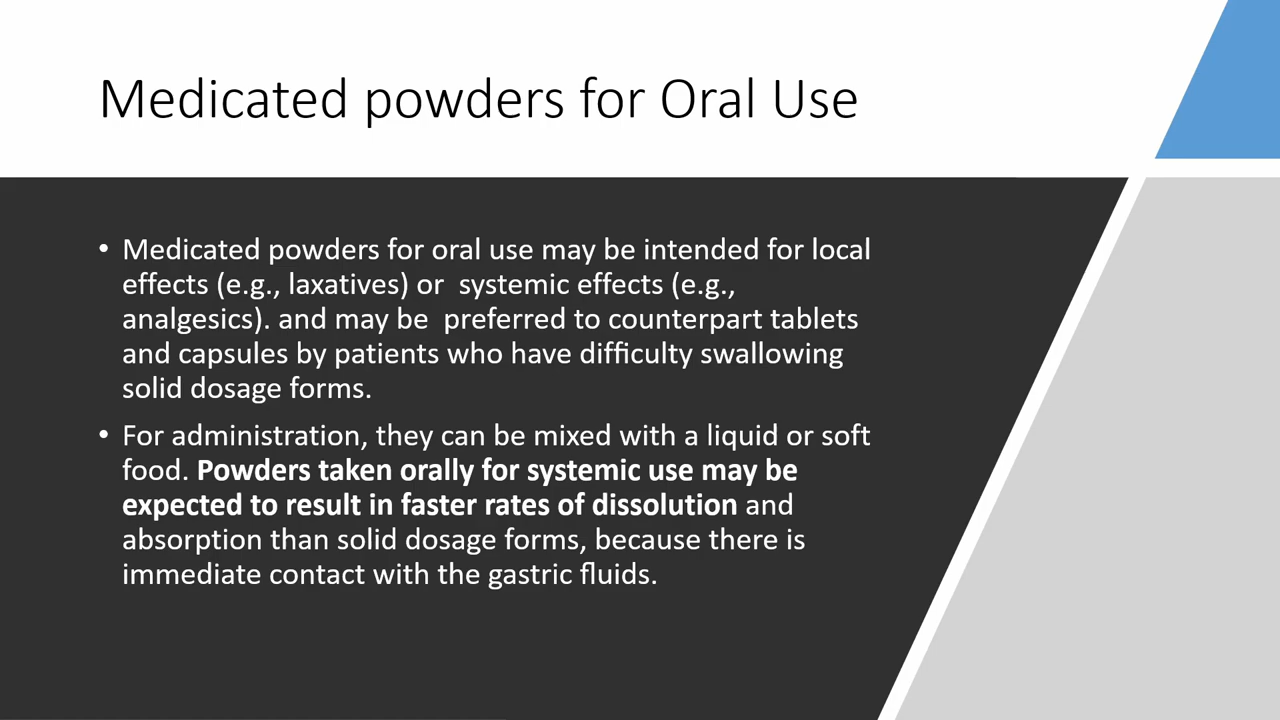 Medicated powders for Oral Use
• Medicated powders for oral use may be intended for local
effects (e.g., laxatives) or  systemic effects (e.g.,
analgesics). and may be  preferred to counterpart tablets
and capsules by patients who have difficulty swallowing
solid dosage forms.
• For administration, they can be mixed with a liquid or soft
food. Powders taken orally for systemic use may be
expected to result in faster rates of dissolution and
absorption than solid dosage forms, because there is
immediate contact with the gastric fluids.